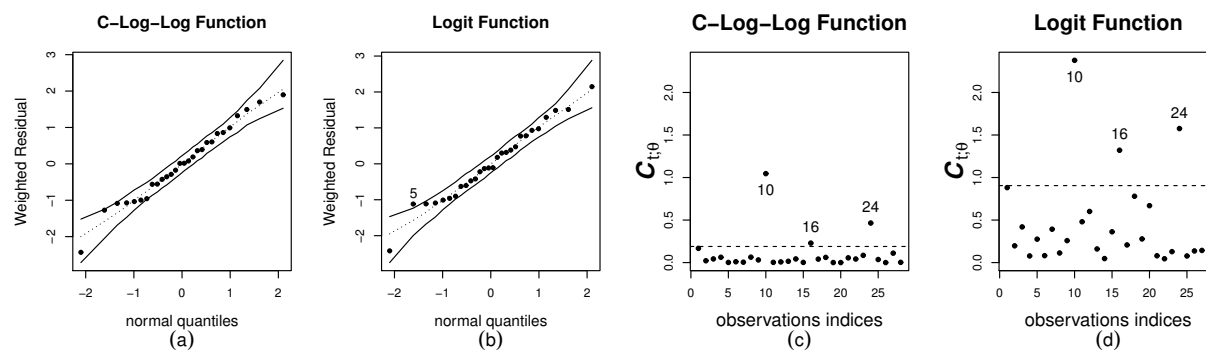 C-Log-Log Function
3
2
1
0
-1
-2
Weighted Residual
-2 -1 0 1 2
normal quantiles
(a)
Logit Function
3
2
1
0
-1
-2
Weighted Residual
5
-2 -1 0 1 2
normal quantiles
(b)
C-Log-Log Function
2.0
1.5
1.0
0.5
0.0
C t;θ
10
16
24
0 5 10 15 20 25
observations indices
(c)
Logit Function
2.0
1.5
1.0
0.5
0.0
C t;θ
10
16
24
0 5 10 15 20 25
observations indices
(d)